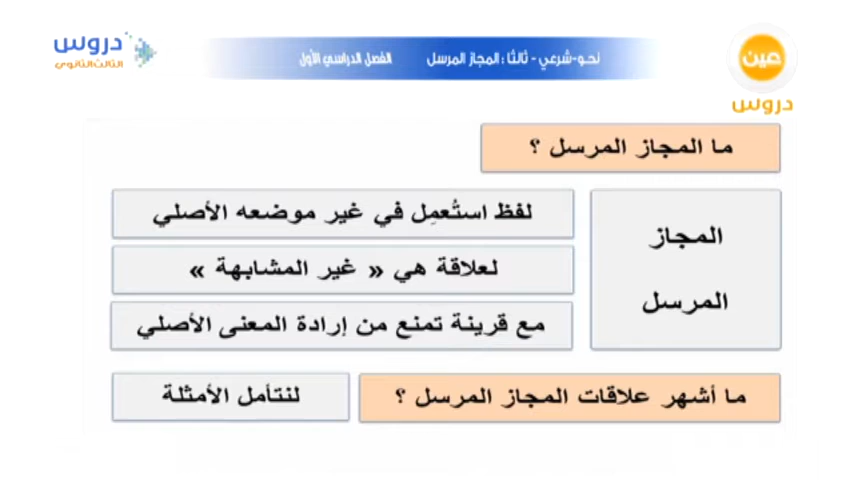 دروس
الثالث الثانوي
نحو-شرعي - ثالثا : المجاز المرسل الفصل الدراسي الأول
عين
دروس
ما المجاز المرسل ؟
المجاز
المرسل
لفظ استُعمِل في غير موضعه الأصلي
لعلاقة هي « غير المشابهة »
مع قرينة تمنع من إرادة المعنى الأصلي
ما أشهر علاقات المجاز المرسل ؟
لنتأمل الأمثلة